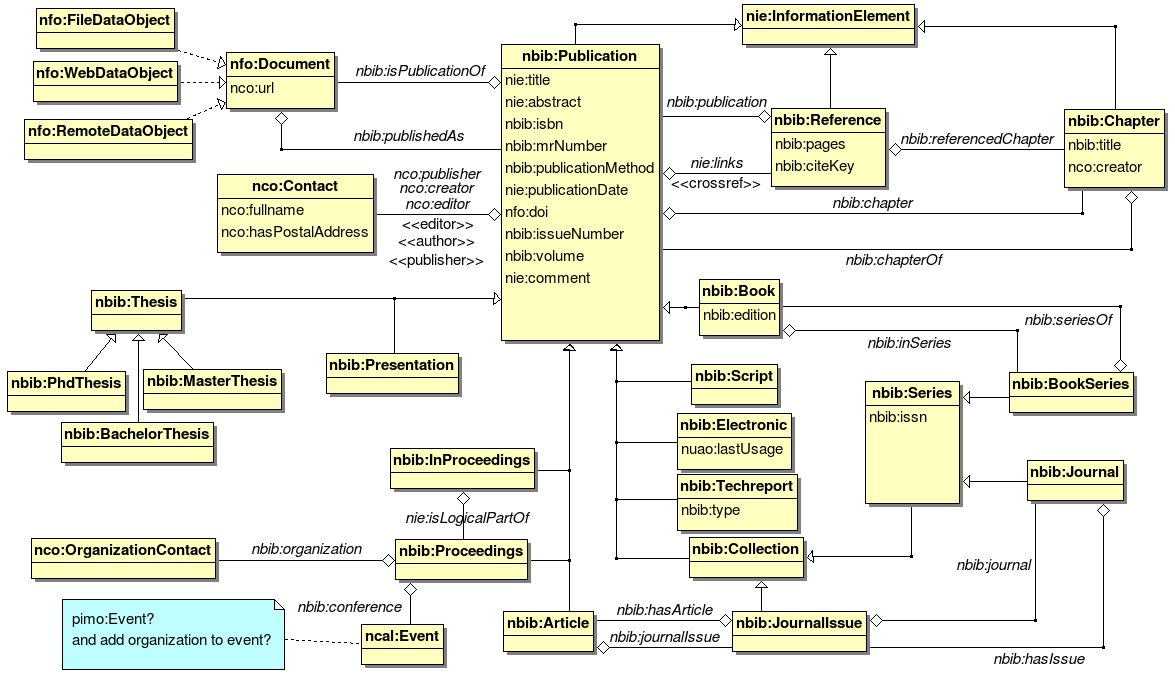 nfo:FileDataObject
nfo:WebDataObject
nfo:RemoteDataObject
nfo:Document
nco:url
nbib:isPublicationOf
nbib:publishedAs
nco:Contact
nco:fullname
nco:hasPostalAddress
nco:publisher
nco:creator
nco:editor
<<editor>>
<<author>>
<<publisher>>
nbib:Publication
nie:title
nie:abstract
nbib:isbn
nbib:mrNumber
nbib:publicationMethod
nie:publicationDate
nfo:doi
nbib:issueNumber
nbib:volume
nie:comment
nie:InformationElement
nbib:publication
nbib:Reference
nbib:pages
nbib:citeKey
nie:links
<<crossref>>
nbib:referencedChapter
nbib:Chapter
nbib:title
nco:creator
nbib:chapter
nbib:chapterOf
nbib:Thesis
nbib:PhdThesis
nbib:MasterThesis
nbib:BachelorThesis
nbib:Presentation
nbib:Book
nbib:edition
nbib:seriesOf
nbib:inSeries
nbib:BookSeries
nbib:Script
nbib:Electronic
nuao:lastUsage
nbib:Techreport
nbib:type
nbib:Collection
nbib:Series
nbib:issn
nbib:Journal
nbib:InProceedings
nie:isLogicalPartOf
nbib:Proceedings
nco:OrganizationContact
nbib:organization
nbib:conference
ncal:Event
pimo:Event?
and add organization to event?
nbib:Article
nbib:hasArticle
nbib:journalIssue
nbib:JournalIssue
nbib:journal
nbib:hasIssue